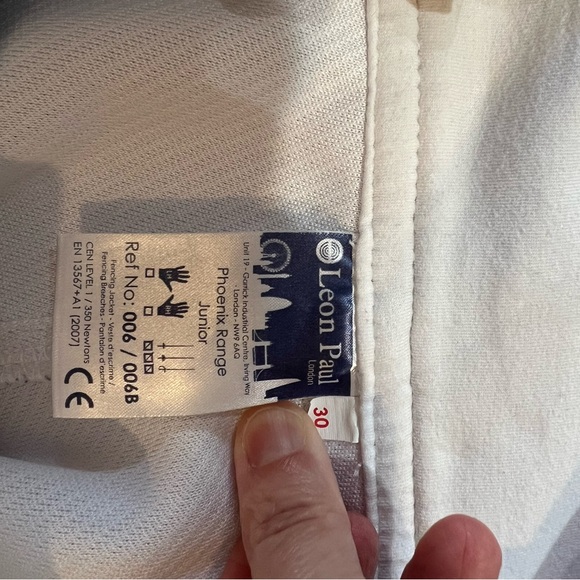 Leon Paul
London
30
Unit 19 - Garrick Industrial Centre, Irving Way
- London - NW9 6AQ
Phoenix Range
Junior
Ref No: 006 / 006B
Fencing Jacket - Veste d'escrime /
Fencing Breeches - Pantalon d'escrime
CEN LEVEL 1 / 350 Newtons
EN 13567+A1 (2007)
CE